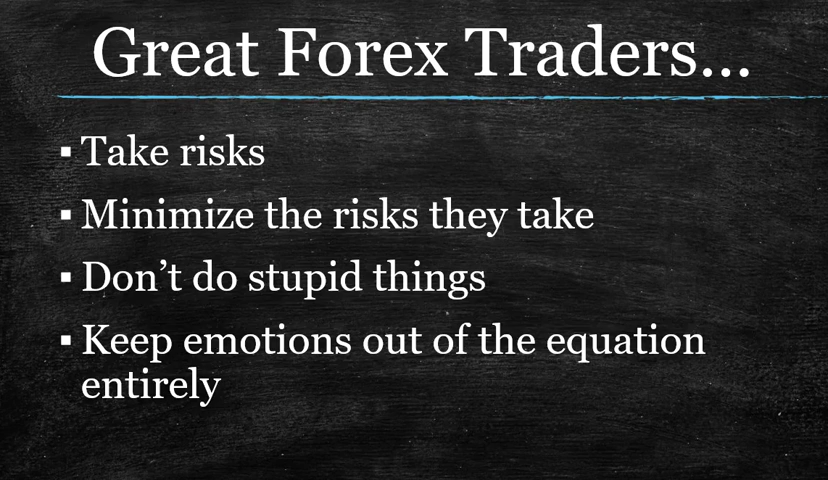 Great Forex Traders...
▪ Take risks
▪ Minimize the risks they take
▪ Don’t do stupid things
▪ Keep emotions out of the equation
entirely